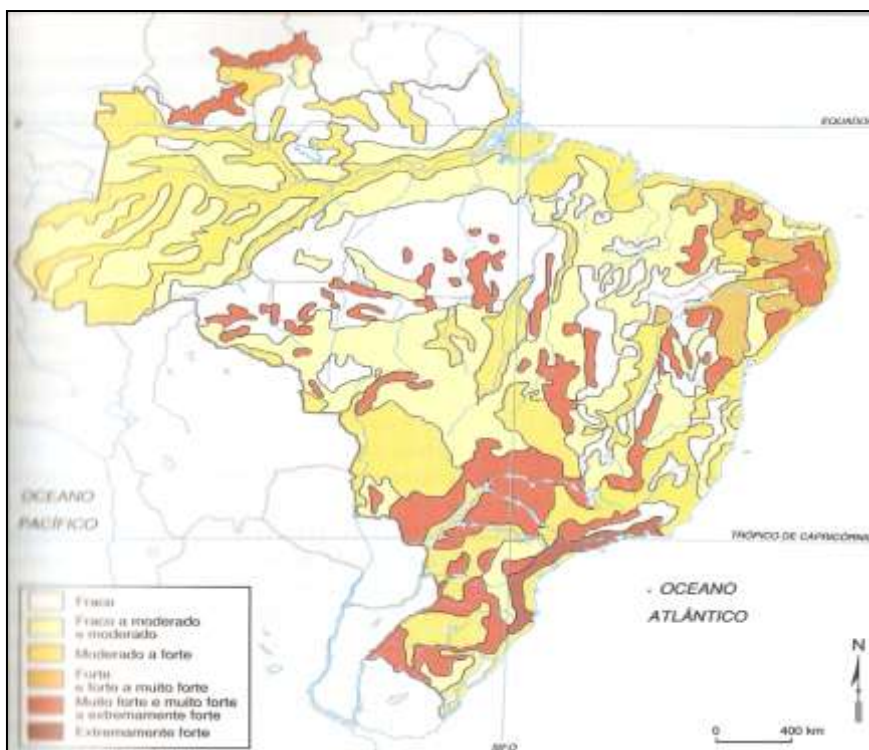 EQUADOR
OCEANO
PACÍFICO
TRÓPICO DE CAPRICÓRNIO
OCEANO
ATLÂNTICO
Fraco
Fraco a moderado
e moderado
Moderado a forte
Forte
e forte a muito forte
Muito forte e muito forte
a extremamente forte
Extremamente forte
N
0 400 km